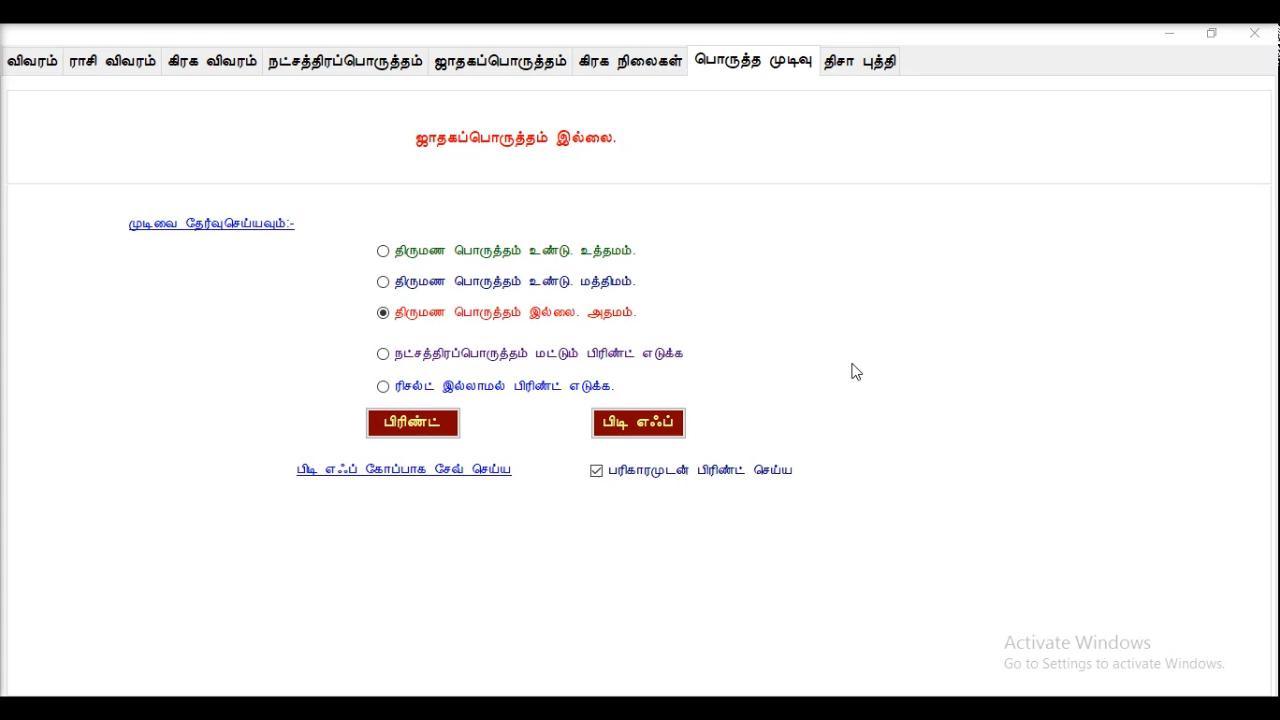 விவரம் ராசி விவரம் கிரக விவரம் நட்சத்திரப்பொருத்தம் ஜாதகப்பொருத்தம் கிரக நிலைகள் பொருத்த முடிவு திசா புத்தி
ஜாதகப்பொருத்தம் இல்லை.
முடிவை தேர்வுசெய்யவும்:-
திருமண பொருத்தம் உண்டு. உத்தமம்.
திருமண பொருத்தம் உண்டு. மத்திமம்.
திருமண பொருத்தம் இல்லை. அதமம்.
நட்சத்திரப்பொருத்தம் மட்டும் பிரிண்ட் எடுக்க
ரிசல்ட் இல்லாமல் பிரிண்ட் எடுக்க.
பிரிண்ட் பிடி எஃப்
பிடி எஃப் கோப்பாக சேவ் செய்ய பரிகாரமுடன் பிரிண்ட் செய்ய
Activate Windows
Go to Settings to activate Windows.